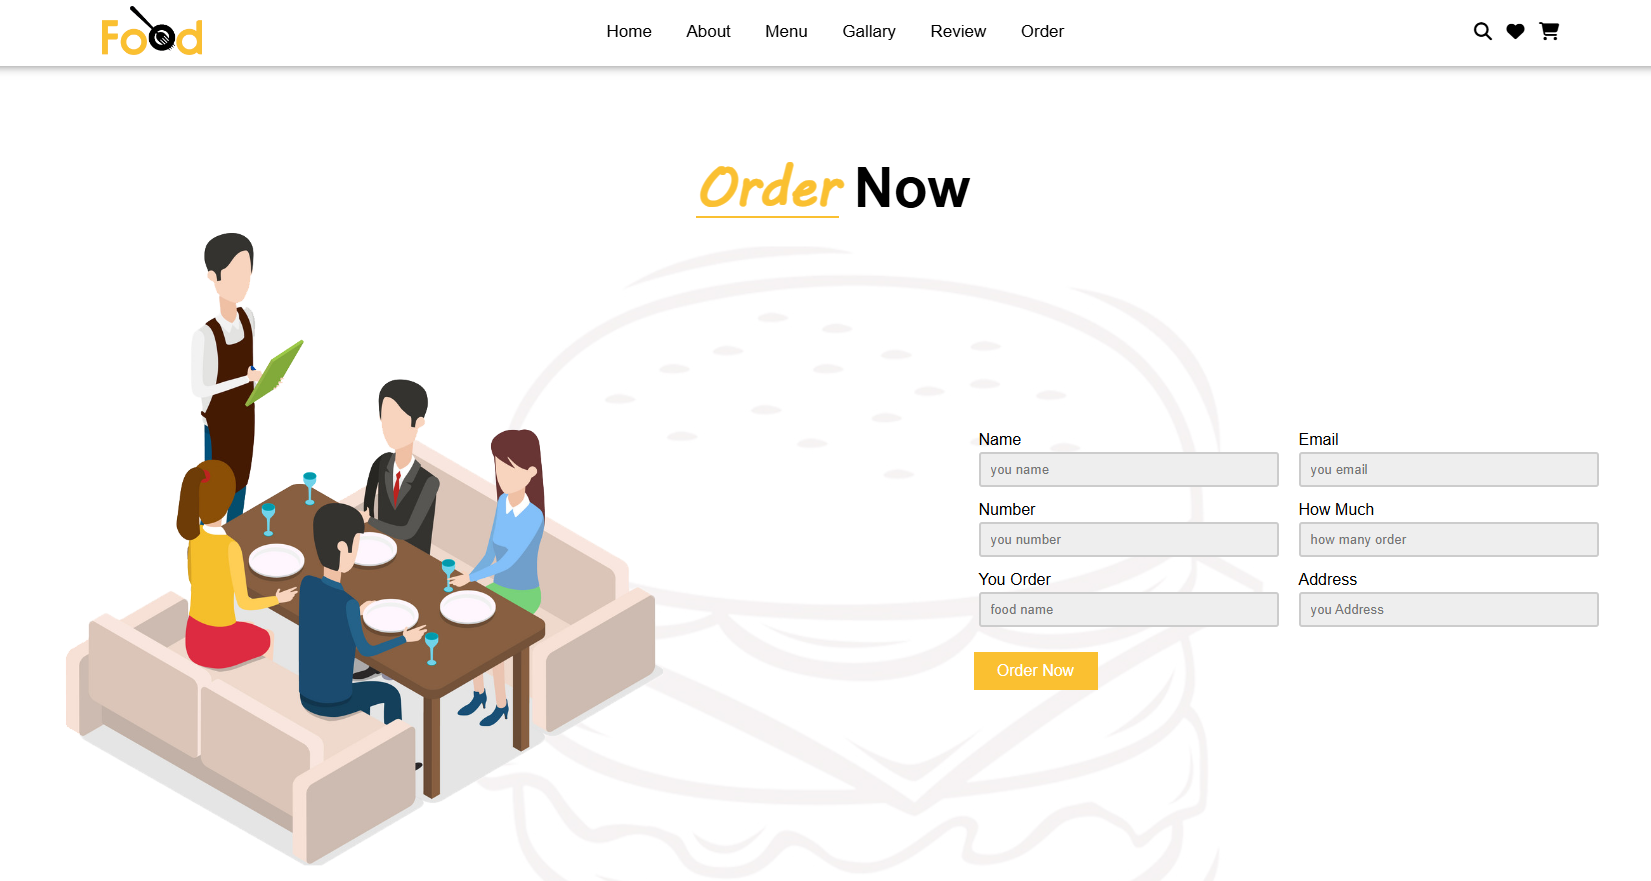 Food
Home About Menu Gallary Review Order
Order Now
Name Email
you name you email
Number How Much
you number how many order
You Order Address
food name you Address
Order Now